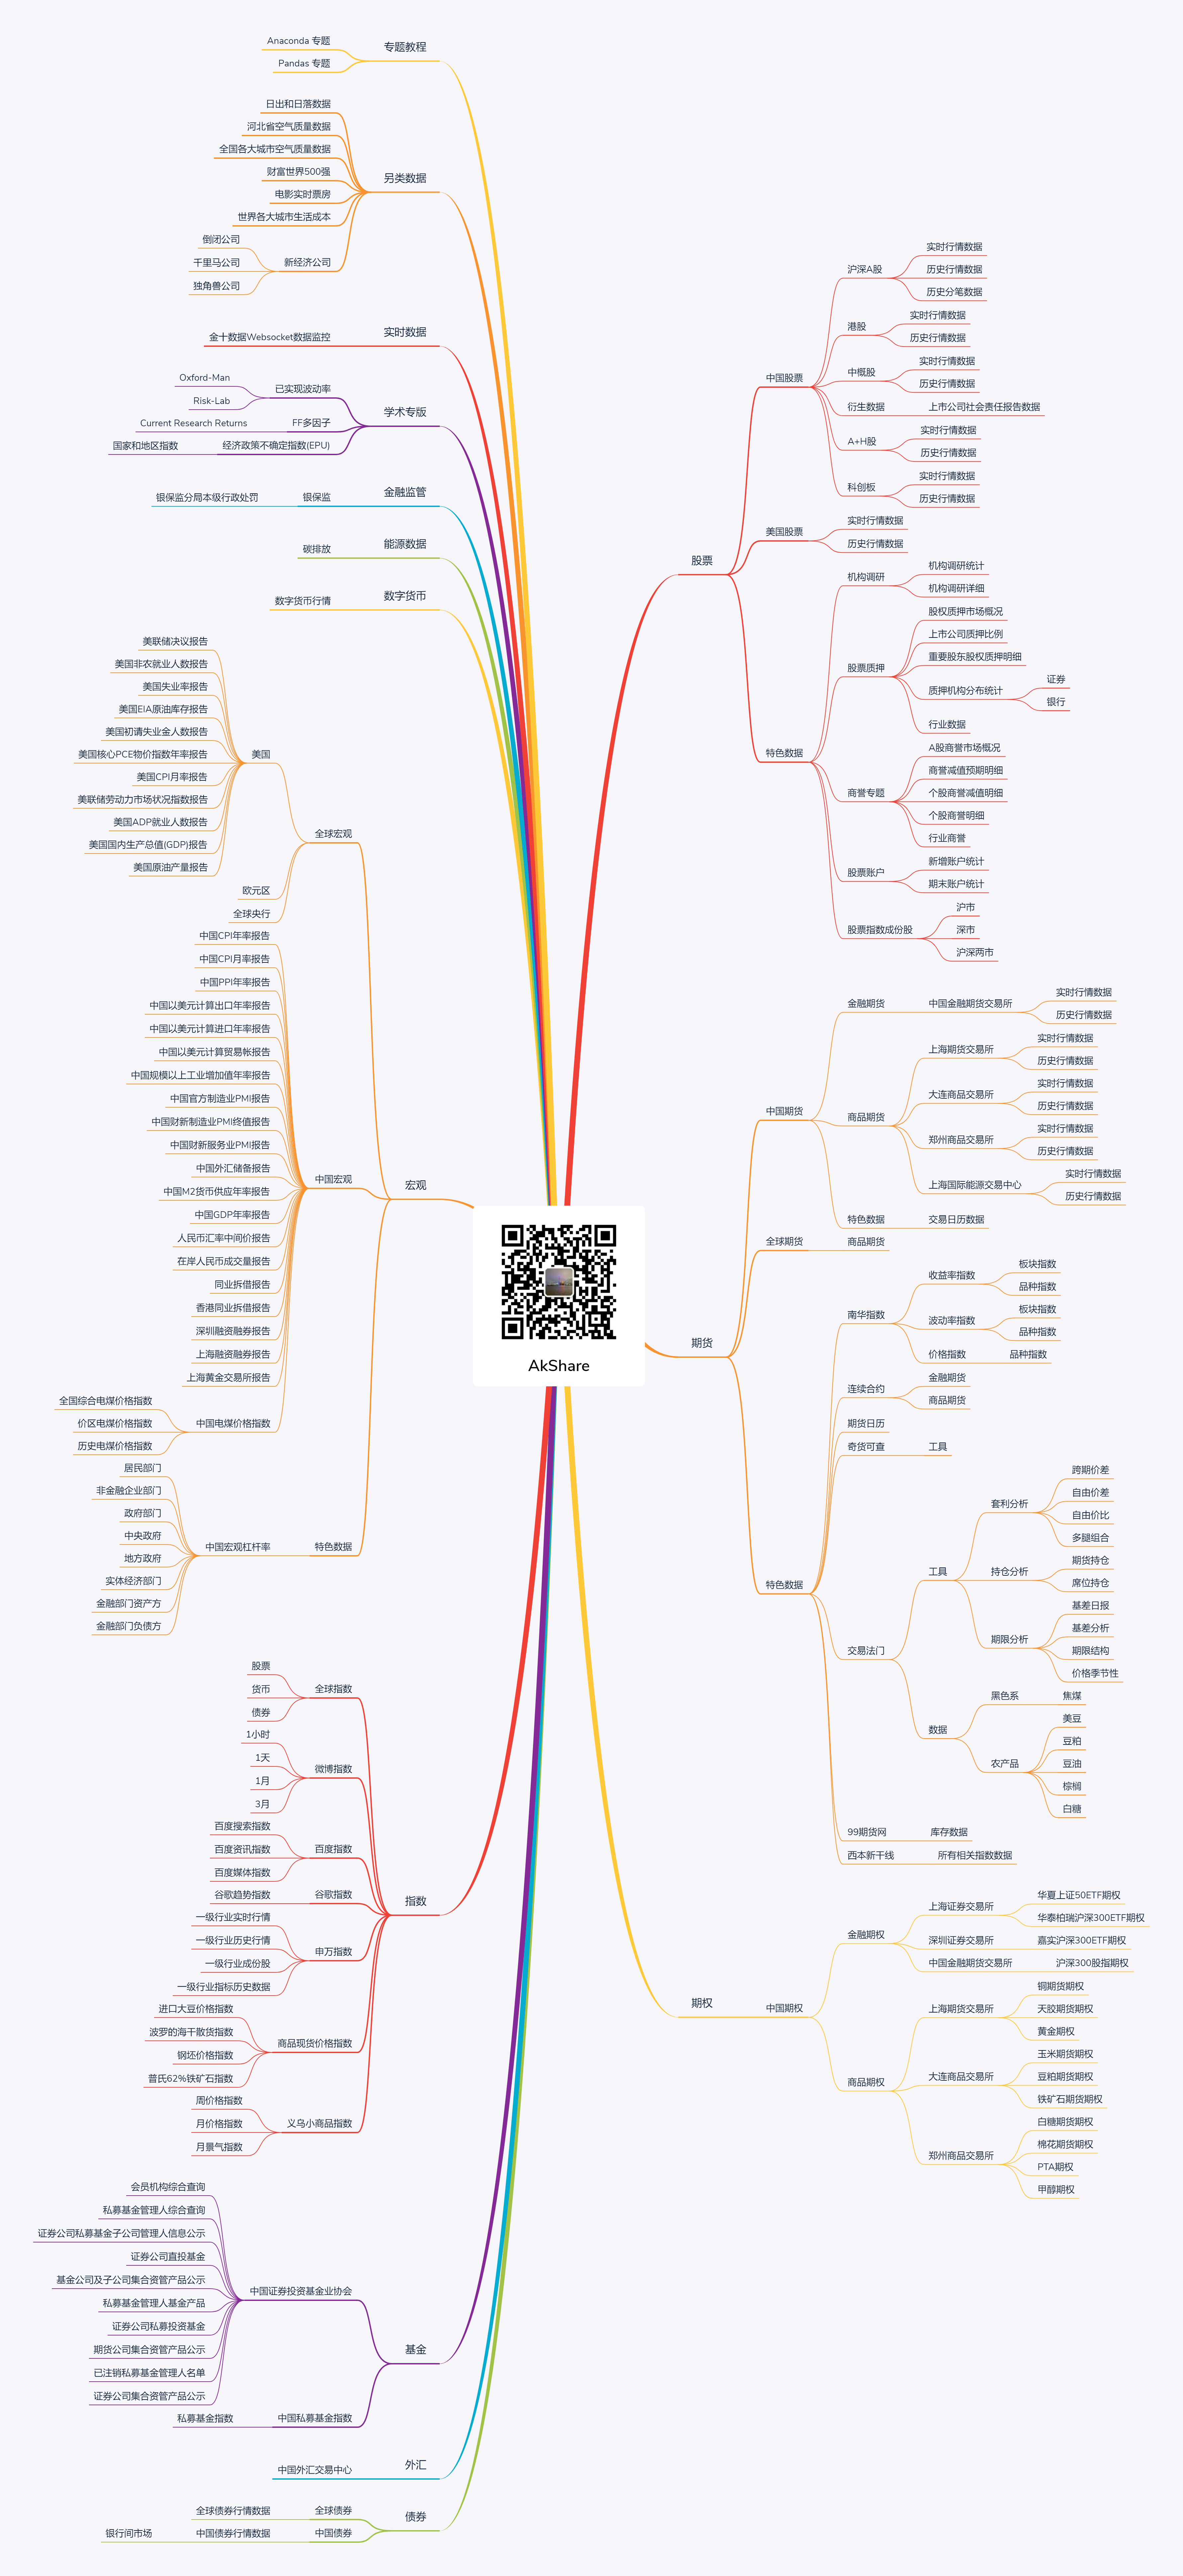 AkShare
股票
中国股票
沪深A股
实时行情数据
历史行情数据
历史分笔数据
港股
实时行情数据
历史行情数据
中概股
实时行情数据
历史行情数据
衍生数据
上市公司社会责任报告数据
A+H股
实时行情数据
历史行情数据
科创板
实时行情数据
历史行情数据
美国股票
实时行情数据
历史行情数据
特色数据
机构调研
机构调研统计
机构调研详细
股票质押
股权质押市场概况
上市公司质押比例
重要股东股权质押明细
质押机构分布统计
证券
银行
行业数据
商誉专题
A股商誉市场概况
商誉减值预期明细
个股商誉减值明细
个股商誉明细
行业商誉
股票账户
新增账户统计
期末账户统计
股票指数成份股
沪市
深市
沪深两市
期货
中国期货
金融期货
中国金融期货交易所
实时行情数据
历史行情数据
商品期货
上海期货交易所
实时行情数据
历史行情数据
大连商品交易所
实时行情数据
历史行情数据
郑州商品交易所
实时行情数据
历史行情数据
上海国际能源交易中心
实时行情数据
历史行情数据
特色数据
交易日历数据
全球期货
商品期货
特色数据
南华指数
收益率指数
板块指数
品种指数
波动率指数
板块指数
品种指数
价格指数
品种指数
连续合约
金融期货
商品期货
期货日历
奇货可查
工具
交易法门
工具
套利分析
跨期价差
自由价差
自由价比
多腿组合
持仓分析
期货持仓
席位持仓
期限分析
基差日报
基差分析
期限结构
价格季节性
数据
黑色系
焦煤
农产品
美豆
豆粕
豆油
棕榈
白糖
99期货网
库存数据
西本新干线
所有相关指数数据
期权
中国期权
金融期权
上海证券交易所
华夏上证50ETF期权
华泰柏瑞沪深300ETF期权
深圳证券交易所
嘉实沪深300ETF期权
中国金融期货交易所
沪深300股指期权
商品期权
上海期货交易所
铜期货期权
天胶期货期权
黄金期权
大连商品交易所
玉米期货期权
豆粕期货期权
铁矿石期货期权
郑州商品交易所
白糖期货期权
棉花期货期权
PTA期权
甲醇期权
专题教程
Anaconda 专题
Pandas 专题
另类数据
日出和日落数据
河北省空气质量数据
全国各大城市空气质量数据
财富世界500强
电影实时票房
世界各大城市生活成本
新经济公司
倒闭公司
千里马公司
独角兽公司
实时数据
金十数据Websocket数据监控
学术专版
已实现波动率
Oxford-Man
Risk-Lab
FF多因子
Current Research Returns
经济政策不确定指数(EPU)
国家和地区指数
金融监管
银保监
银保监分局本级行政处罚
能源数据
碳排放
数字货币
数字货币行情
宏观
全球宏观
美国
美联储决议报告
美国非农就业人数报告
美国失业率报告
美国EIA原油库存报告
美国初请失业金人数报告
美国核心PCE物价指数年率报告
美国CPI月率报告
美联储劳动力市场状况指数报告
美国ADP就业人数报告
美国国内生产总值(GDP)报告
美国原油产量报告
欧元区
全球央行
中国宏观
中国CPI年率报告
中国CPI月率报告
中国PPI年率报告
中国以美元计算出口年率报告
中国以美元计算进口年率报告
中国以美元计算贸易帐报告
中国规模以上工业增加值年率报告
中国官方制造业PMI报告
中国财新制造业PMI终值报告
中国财新服务业PMI报告
中国外汇储备报告
中国M2货币供应年率报告
中国GDP年率报告
人民币汇率中间价报告
在岸人民币成交量报告
同业拆借报告
香港同业拆借报告
深圳融资融券报告
上海融资融券报告
上海黄金交易所报告
中国电煤价格指数
全国综合电煤价格指数
价区电煤价格指数
历史电煤价格指数
特色数据
中国宏观杠杆率
居民部门
非金融企业部门
政府部门
中央政府
地方政府
实体经济部门
金融部门资产方
金融部门负债方
指数
全球指数
股票
货币
债券
微博指数
1小时
1天
1月
3月
百度指数
百度搜索指数
百度资讯指数
百度媒体指数
谷歌指数
谷歌趋势指数
申万指数
一级行业实时行情
一级行业历史行情
一级行业成份股
一级行业指标历史数据
商品现货价格指数
进口大豆价格指数
波罗的海干散货指数
钢坯价格指数
普氏62%铁矿石指数
义乌小商品指数
周价格指数
月价格指数
月景气指数
基金
中国证券投资基金业协会
会员机构综合查询
私募基金管理人综合查询
证券公司私募基金子公司管理人信息公示
证券公司直投基金
基金公司及子公司集合资管产品公示
私募基金管理人基金产品
证券公司私募投资基金
期货公司集合资管产品公示
已注销私募基金管理人名单
证券公司集合资管产品公示
中国私募基金指数
私募基金指数
外汇
中国外汇交易中心
债券
全球债券
全球债券行情数据
中国债券
中国债券行情数据
银行间市场